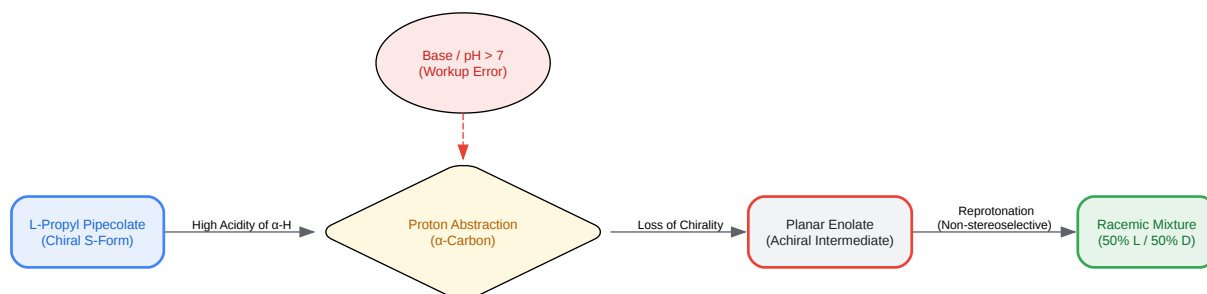 Base / pH > 7
(Workup Error)
L-Propyl Pipecolate
(Chiral S-Form)
High Acidity of α-H
Proton Abstraction
(α-Carbon)
Loss of Chirality
Planar Enolate
(Achiral Intermediate)
Reprotonation
(Non-stereoselective)
Racemic Mixture
(50% L / 50% D)